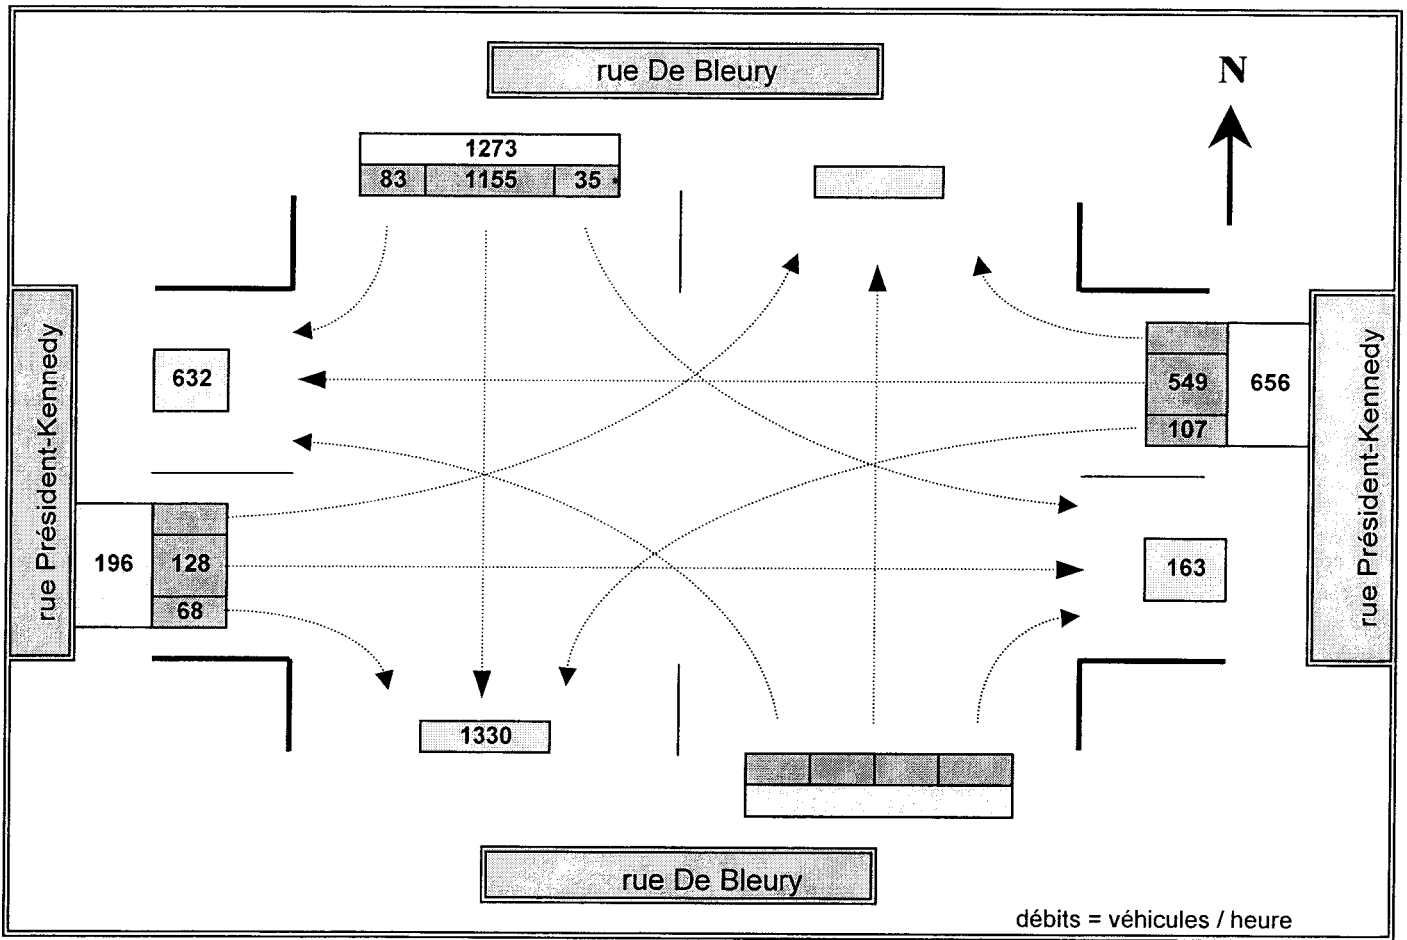 rue De Bleury
N
1273
83 1155 35
rue Président-Kennedy
632
549 656
107
rue Président-Kennedy
196 128
68
163
1330
rue De Bleury
débits = véhicules / heure